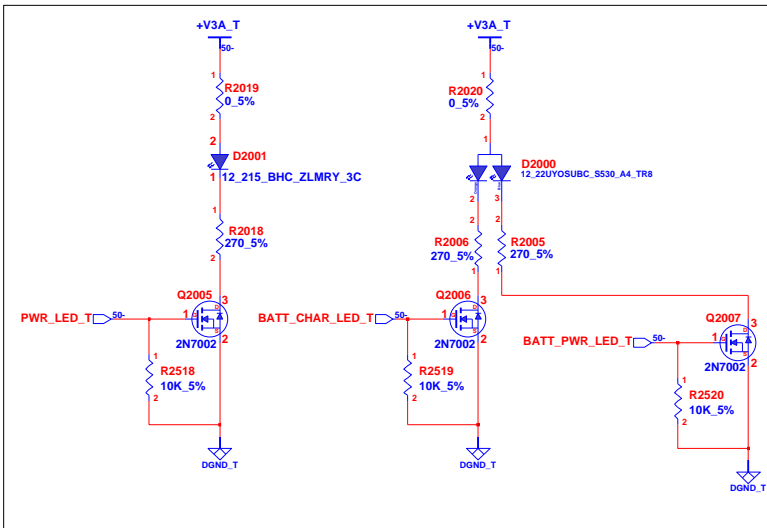 +V3A_T
50-
1
R2019
0_5%
2
2
D2001
1
12_215_BHC_ZLMRY_3C
1
R2018
270_5%
2
Q2005
3
D
PWR_LED_T
50-
1
G
S
2
2N7002
1
R2518
10K_5%
2
DGND_T
+V3A_T
50-
1
R2020
0_5%
2
1
D2000
12_22UYOSUBC_S530_A4_TR8
2
3
2
2
R2006
R2005
270_5%
270_5%
1
1
Q2006
3
D
BATT_CHAR_LED_T
50-
1
G
S
2
2N7002
1
R2519
10K_5%
2
DGND_T
Q2007
3
D
BATT_PWR_LED_T
50-
1
G
S
2
2N7002
1
R2520
10K_5%
2
DGND_T